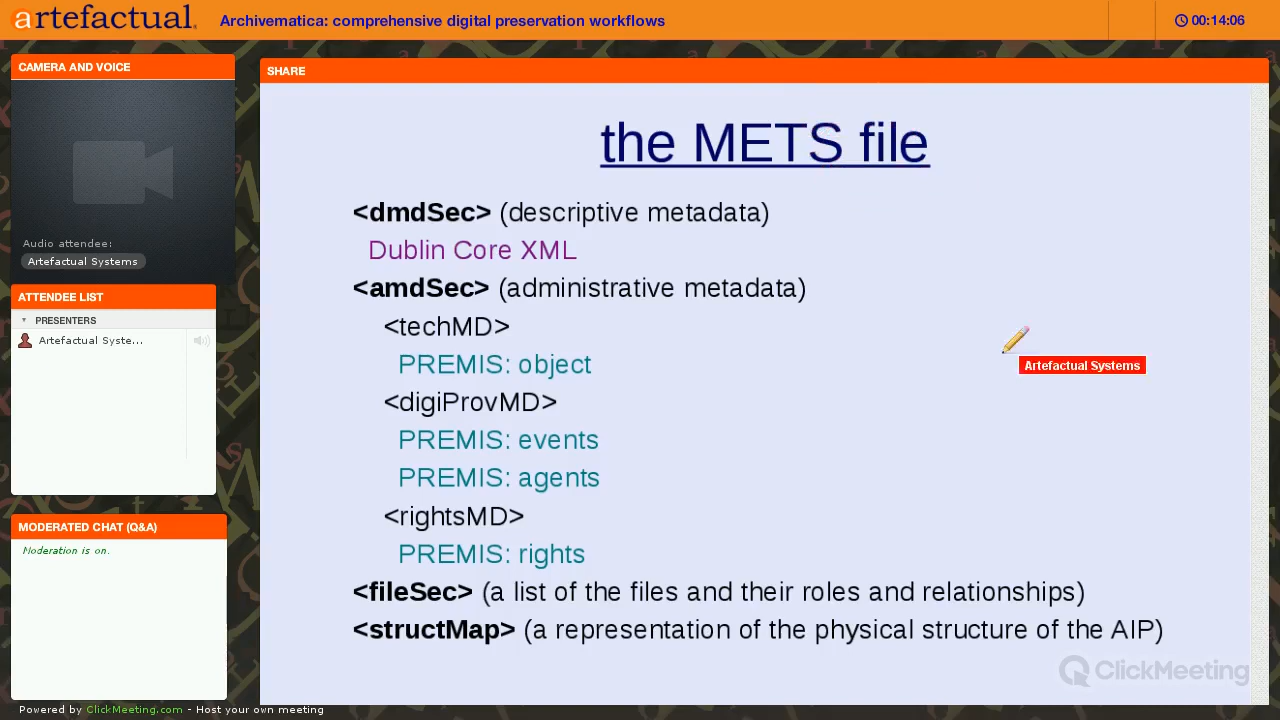 artefactual.
Archivematica: comprehensive digital preservation workflows
00:14:06
CAMERA AND VOICE
Audio attendee:
Artefactual Systems
ATTENDEE LIST
PRESENTERS
Artefactual Syste...
MODERATED CHAT (Q&A)
Moderation is on.
Powered by ClickMeeting.com - Host your own meeting
SHARE
the METS file
<dmdSec> (descriptive metadata)
Dublin Core XML
<amdSec> (administrative metadata)
<techMD>
PREMIS: object
<digiProvMD>
PREMIS: events
PREMIS: agents
<rightsMD>
PREMIS: rights
<fileSec> (a list of the files and their roles and relationships)
<structMap> (a representation of the physical structure of the AIP)
Artefactual Systems
ClickMeeting